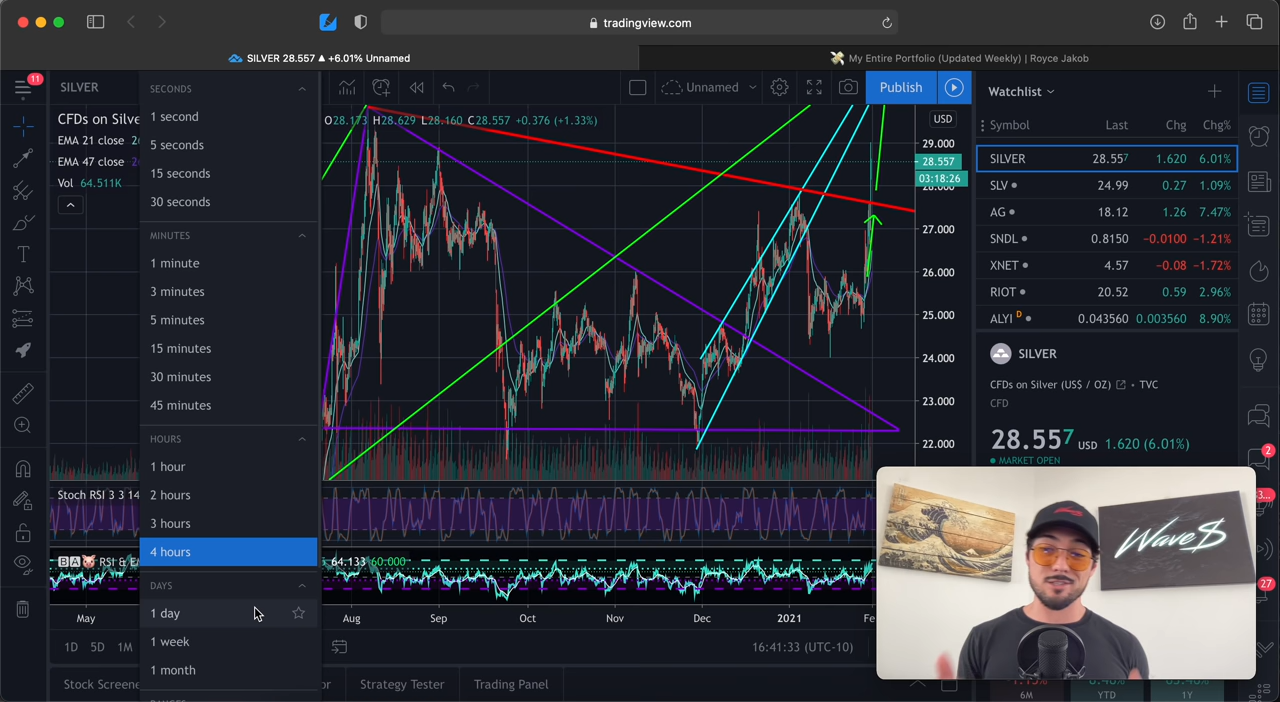 tradingview.com
SILVER 28.557 ▲ +6.01% Unnamed
My Entire Portfolio (Updated Weekly) | Royce Jakob
11
SILVER
Unnamed
Publish
CFDs on Silve
EMA 21 close
EMA 47 close
Vol 64.511K
O28.173 H28.629 L28.160 C28.557 +0.376 (+1.33%)
SECONDS
1 second
5 seconds
15 seconds
30 seconds
MINUTES
1 minute
3 minutes
5 minutes
15 minutes
30 minutes
45 minutes
HOURS
1 hour
2 hours
3 hours
4 hours
DAYS
1 day
1 week
1 month
USD
29.000
28.557
03:18:26
28.000
27.000
26.000
25.000
24.000
23.000
22.000
Stoch RSI 3 3 14
BA RSI & E
64.133 60.000
May
Aug
Sep
Oct
Nov
Dec
2021
Fe
1D 5D 1M
16:41:33 (UTC-10)
Stock Screene
or
Strategy Tester
Trading Panel
Watchlist
Symbol Last Chg Chg%
SILVER 28.557 1.620 6.01%
SLV 24.99 0.27 1.09%
AG 18.12 1.26 7.47%
SNDL 0.8150 −0.0100 −1.21%
XNET 4.57 −0.08 −1.72%
RIOT 20.52 0.59 2.96%
ALYI D 0.043560 0.003560 8.90%
SILVER
CFDs on Silver (US$ / OZ) • TVC
CFD
28.557 USD 1.620 (6.01%)
MARKET OPEN
2
3...
27
Wave$
6M
YTD
1Y